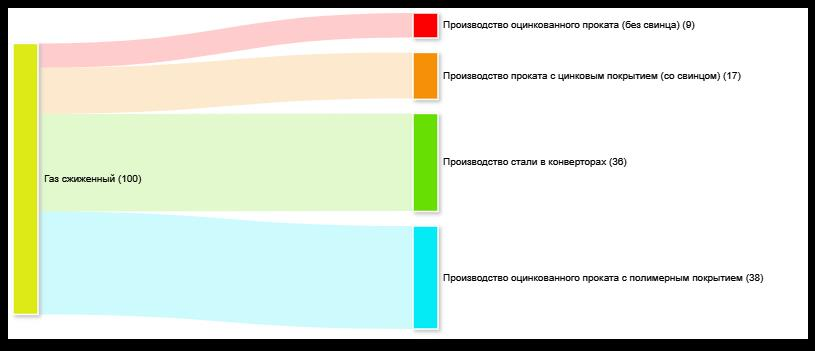 Производство оцинкованного проката (без свинца) (9)
Производство проката с цинковым покрытием (со свинцом) (17)
Производство стали в конверторах (36)
Газ сжиженный (100)
Производство оцинкованного проката с полимерным покрытием (38)